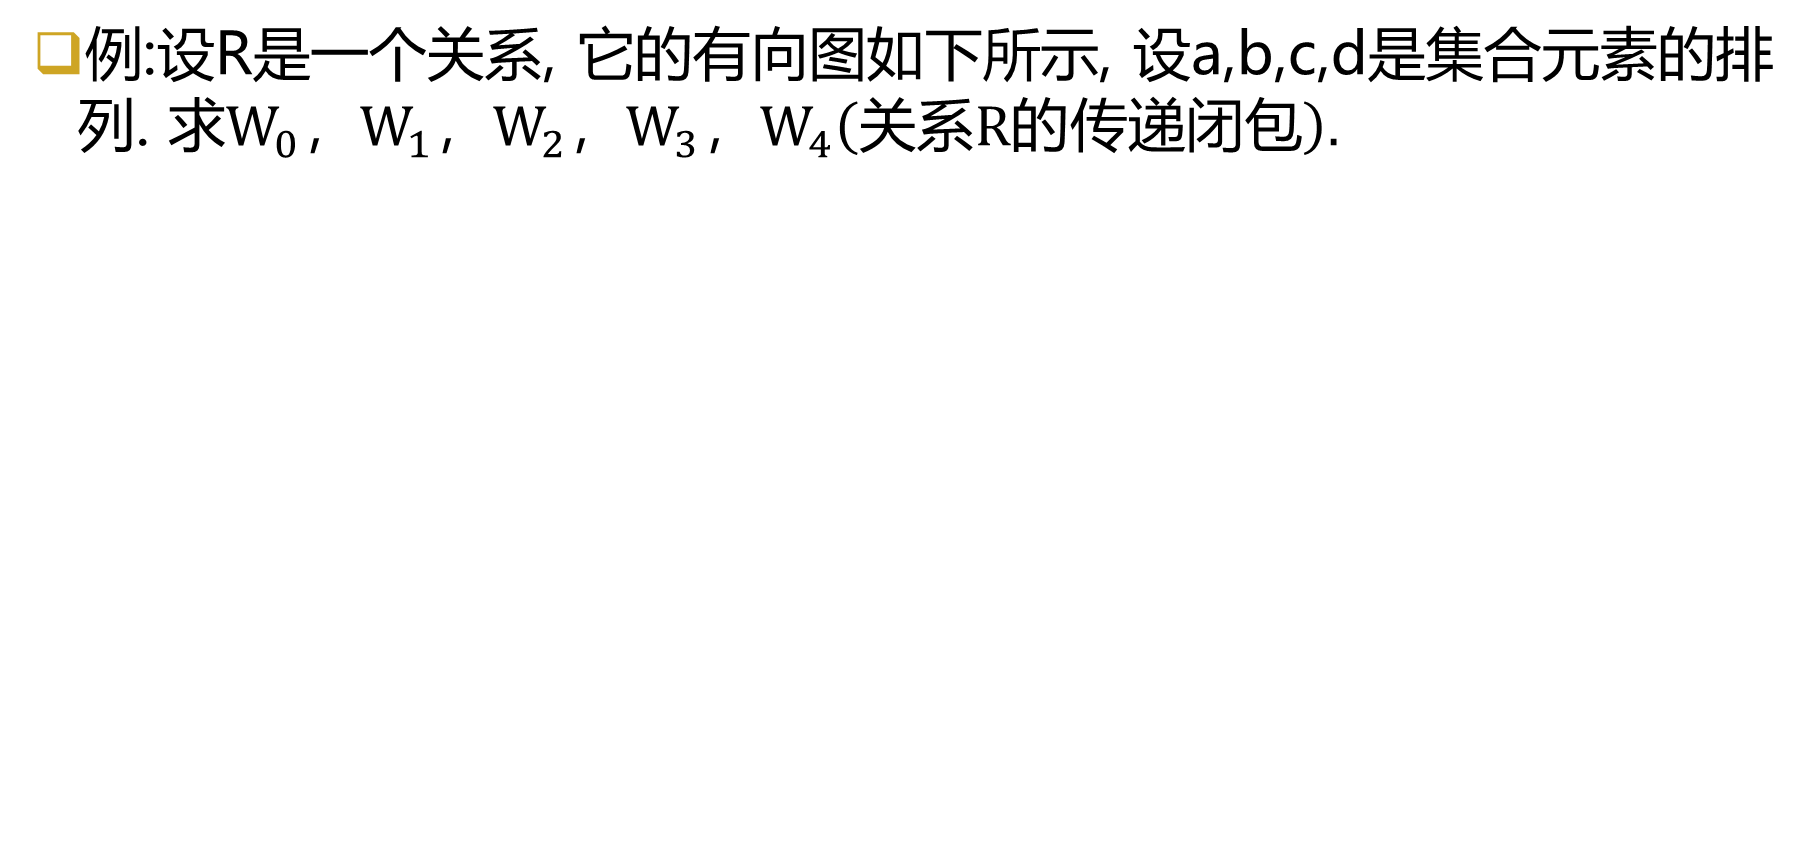 例:设R是一个关系, 它的有向图如下所示, 设a,b,c,d是集合元素的排
列. 求W₀, W₁, W₂, W₃, W₄(关系R的传递闭包).